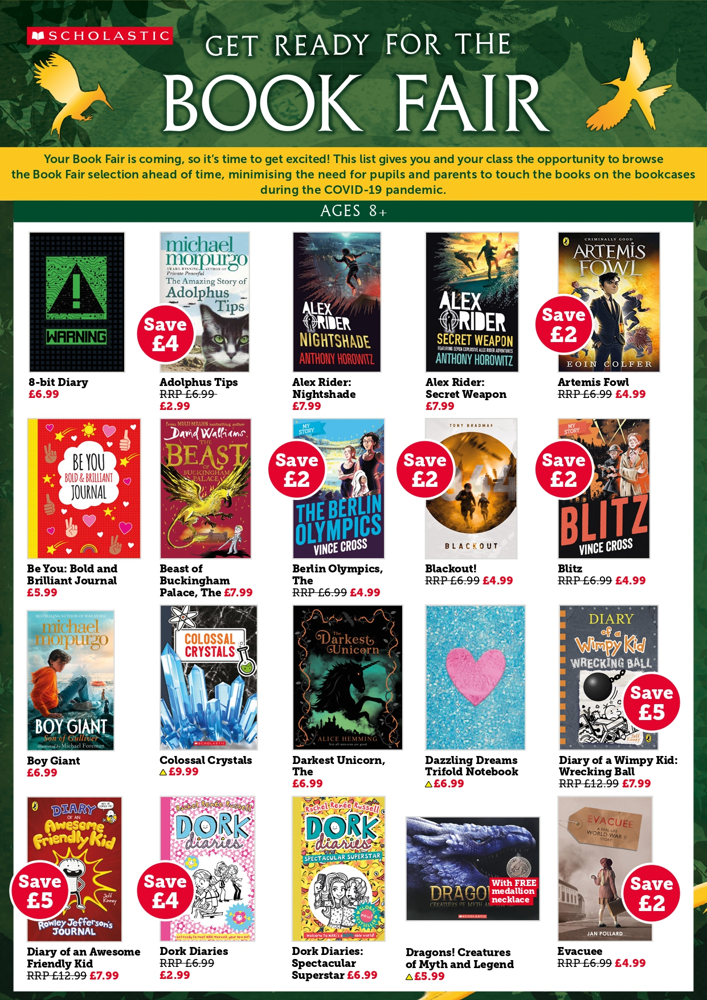 SCHOLASTIC
GET READY FOR THE
BOOK FAIR
Your Book Fair is coming, so it's time to get excited! This list gives you and your class the opportunity to browse
the Book Fair selection ahead of time, minimising the need for pupils and parents to touch the books on the bookcases
during the COVID-19 pandemic.
AGES 8+
WARNING
8-bit Diary
£6.99
michael
morpurgo
AWARD-WINNING AUTHOR OF
Private Peaceful
The Amazing Story of
Adolphus
Tips
Save
£4
Adolphus Tips
RRP £6.99
£2.99
ALEX
RIDER
NIGHTSHADE
ANTHONY HOROWITZ
Alex Rider:
Nightshade
£7.99
ALEX
RIDER
SECRET WEAPON
FEATURING SEVEN EXPLOSIVE ALEX RIDER ADVENTURES
ANTHONY HOROWITZ
Alex Rider:
Secret Weapon
£7.99
CRIMINALLY GOOD
ARTEMIS
FOWL
Save
£2
EOIN COLFER
Artemis Fowl
RRP £6.99 £4.99
BE YOU
BOLD & BRILLIANT
JOURNAL
Be You: Bold and
Brilliant Journal
£5.99
from MULTI-MILLION bestselling author
David Walliams
THE
BEAST
OF
BUCKINGHAM
PALACE
Beast of
Buckingham
Palace, The £7.99
MY
STORY
Save
£2
THE BERLIN
OLYMPICS
VINCE CROSS
Berlin Olympics,
The
RRP £6.99 £4.99
TONY BRADMAN
Save
£2
BLACKOUT
Blackout!
RRP £6.99 £4.99
MY
STORY
Save
£2
BLITZ
VINCE CROSS
Blitz
RRP £6.99 £4.99
BESTSELLING AUTHOR OF WAR HORSE
michael
morpurgo
BOY GIANT
Son of Gulliver
illustrated by Michael Foreman
Boy Giant
£6.99
COLOSSAL
CRYSTALS
SCHOLASTIC
Colossal Crystals
£9.99
The
Darkest
Unicorn
ALICE HEMMING
Not all unicorns are good
Darkest Unicorn,
The
£6.99
Dazzling Dreams
Trifold Notebook
£6.99
DIARY
of a
Wimpy Kid
WRECKING BALL
Save
£5
Jeff
Kinney
Diary of a Wimpy Kid:
Wrecking Ball
RRP £12.99 £7.99
DIARY
OF AN
HEY, WE
COPIED ME!
Awesome
Friendly Kid
Save
£5
Jeff
Kinney
Rowley Jefferson's
JOURNAL
Diary of an Awesome
Friendly Kid
RRP £12.99 £7.99
Rachel Renée Russell
DORK
diaries
Save
£4
Get ready to meet Nikki Maxwell, your new BFF!
Dork Diaries
RRP £6.99
£2.99
Rachel Renée Russell
DORK
diaries
SPECTACULAR SUPERSTAR
GLOBAL
new!
BESTSELLER
Welcome to Nikki's adorkable world!
Dork Diaries:
Spectacular
Superstar £6.99
With FREE
medallion
necklace
DRAGO
CREATURES OF MYTH AN
SCHOLASTIC
Dragons! Creatures
of Myth and Legend
£5.99
EVACUEE
A REAL-LIFE
WORLD WAR II
STORY
Save
£2
JAN POLLARD
Evacuee
RRP £6.99 £4.99